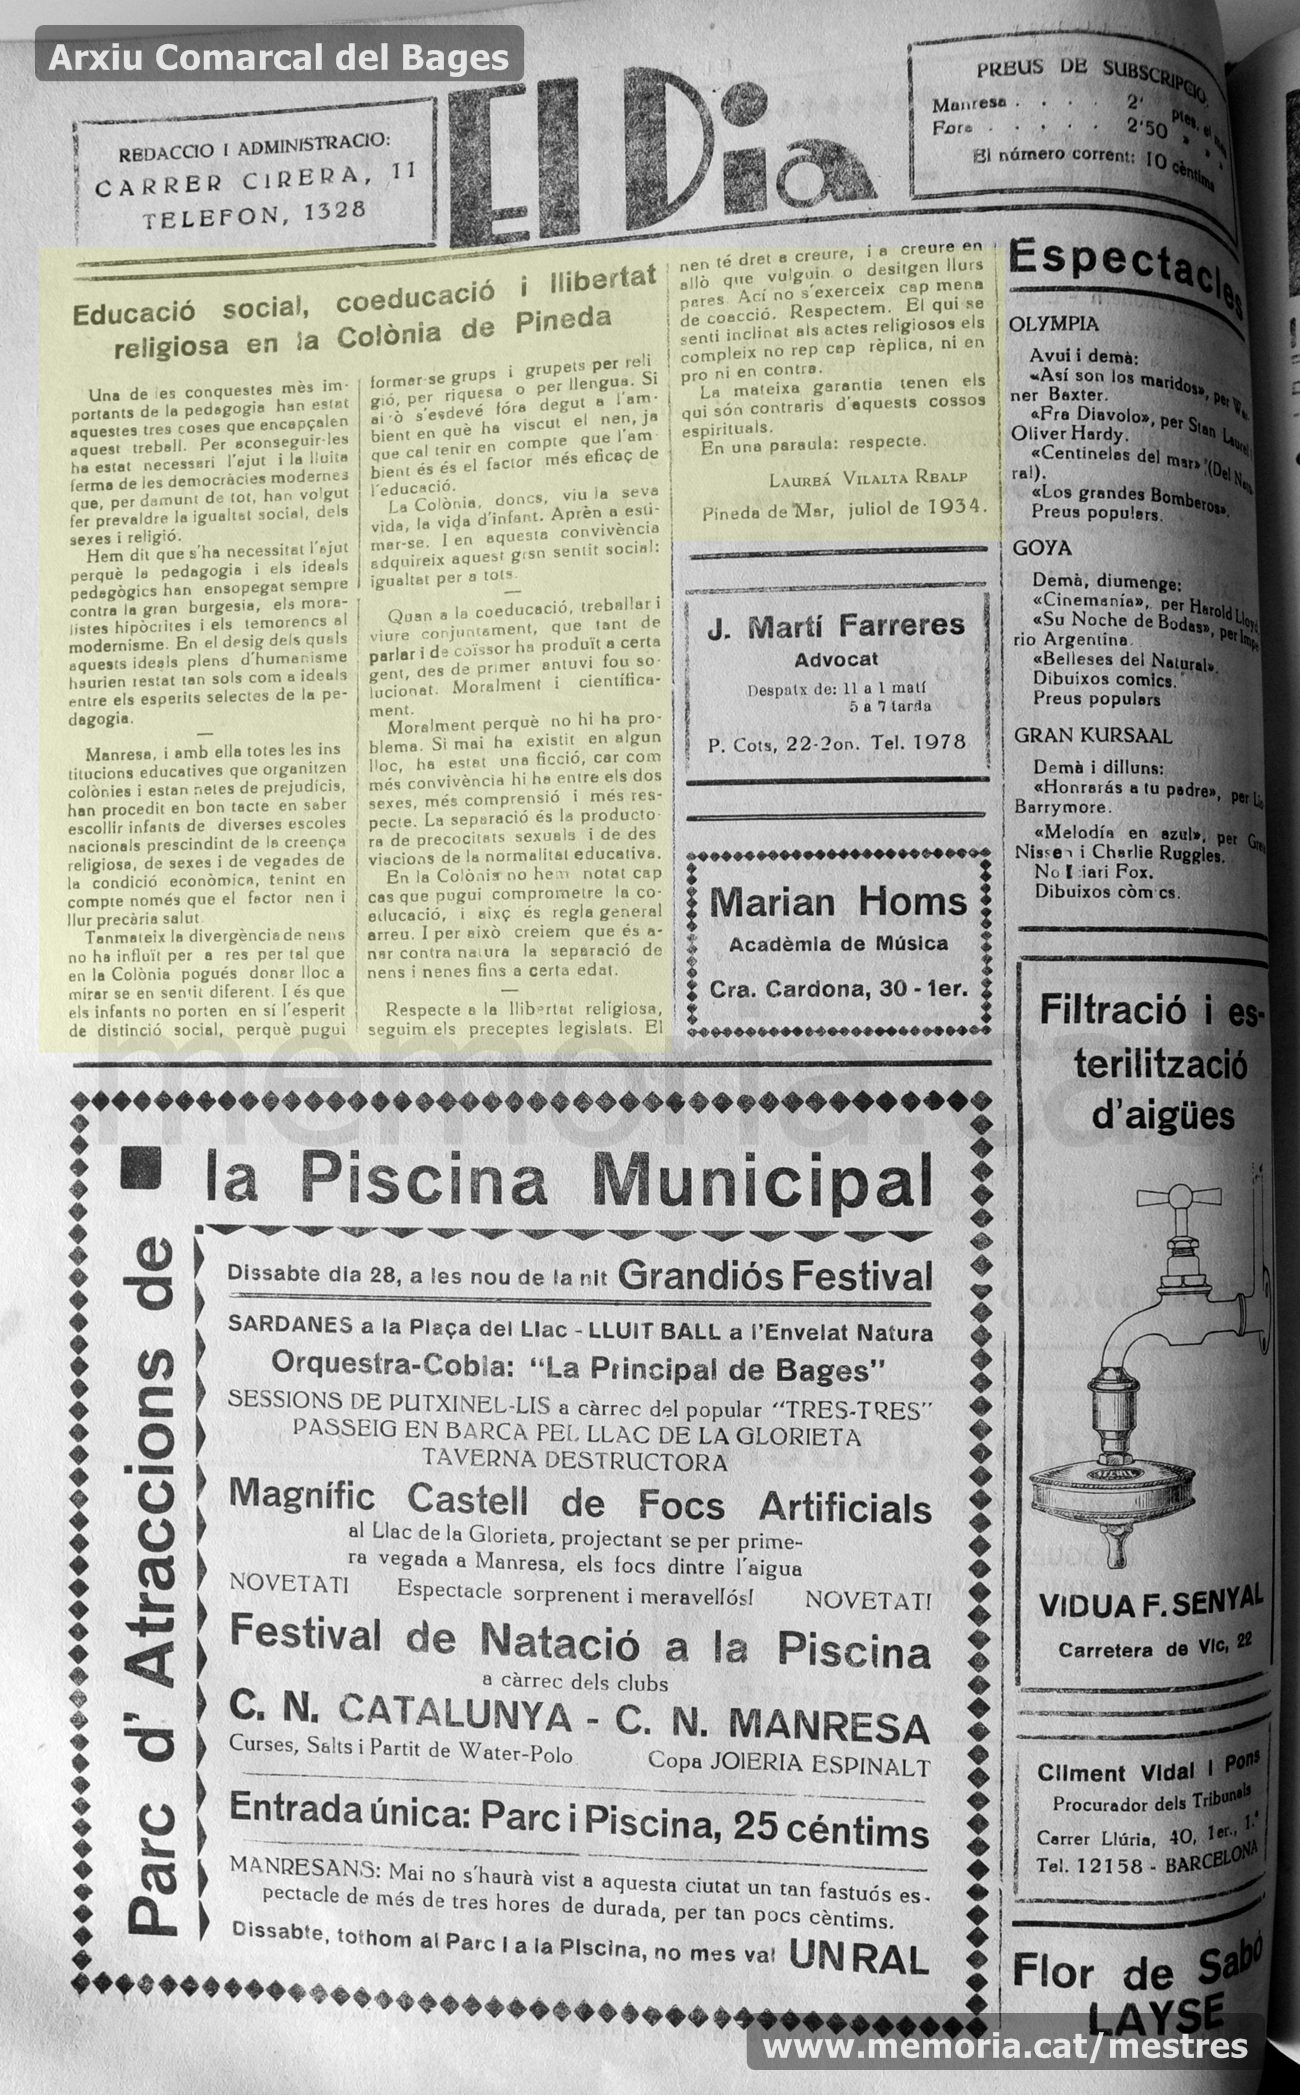 Arxiu Comarcal del Bages
REDACCIO I ADMINISTRACIO:
CARRER CIRERA, 11
TELEFON, 1328
El Dia
PREUS DE SUBSCRIPCIO:
Manresa . . . . 2' ptes. el
Fora . . . . . 2'50 » » »
El número corrent: 10 cèntims
Educació social, coeducació i llibertat
religiosa en la Colònia de Pineda
Una de les conquestes mès im-
portants de la pedagogia han estat
aquestes tres coses que encapçalen
aquest treball. Per aconseguir-les
ha estat necessari l'ajut i la lluita
ferma de les democràcies modernes
que, per damunt de tot, han volgut
fer prevaldre la igualtat social, dels
sexes i religió.
Hem dit que s'ha necessitat l'ajut
perquè la pedagogia i els ideals
pedagògics han ensopegat sempre
contra la gran burgesia, els mora-
listes hipòcrites i els temorencs al
modernisme. En el desig dels quals
aquests ideals plens d'humanisme
haurien restat tan sols com a ideals
entre els esperits selectes de la pe-
dagogia.
Manresa, i amb ella totes les ins
titucions educatives que organitzen
colònies i estan netes de prejudicis,
han procedit en bon tacte en saber
escollir infants de diverses escoles
nacionals prescindint de la creença
religiosa, de sexes i de vegades de
la condició econòmica, tenint en
compte només que el factor nen i
llur precària salut.
Tanmateix la divergència de nens
no ha influït per a res per tal que
en la Colònia pogués donar lloc a
mirar se en sentit diferent. I és que
els infants no porten en sí l'esperit
de distinció social, perquè pugui
formar-se grups i grupets per reli
gió, per riquesa o per llengua. Si
ai ò s'esdevé fóra degut a l'am-
bient en què ha viscut el nen, ja
que cal tenir en compte que l'am-
bient és és el factor més eficaç de
l'educació.
La Colònia, doncs, viu la seva
vida, la vida d'infant. Aprèn a esti-
mar-se. I en aquesta convivència
adquireix aquest gran sentit social:
igualtat per a tots.
Quan a la coeducació, treballar i
viure conjuntament, que tant de
parlar i de coïssor ha produït a certa
gent, des de primer antuvi fou so-
lucionat. Moralment i científica-
ment.
Moralment perquè no hi ha pro-
blema. Si mai ha existit en algun
lloc, ha estat una ficció, car com
més convivència hi ha entre els dos
sexes, més comprensió i més res-
pecte. La separació és la producto-
ra de precocitats sexuals i de des
viacions de la normalitat educativa.
En la Colònia no hem notat cap
cas que pugui comprometre la co-
educació, i aixç és regla general
arreu. I per això creiem que és a-
nar contra natura la separació de
nens i nenes fins a certa edat.
Respecte a la llibertat religiosa,
seguim els preceptes legislats. El
nen té dret a creure, i a creure en
allò que vulguin o desitgen llurs
pares. Ací no s'exerceix cap mena
de coacció. Respectem. El qui se
senti inclinat als actes religiosos els
compleix no rep cap rèplica, ni en
pro ni en contra.
La mateixa garantia tenen els
qui són contraris d'aquests cossos
espirituals.
En una paraula: respecte.
LAUREÀ VILALTA REALP
Pineda de Mar, juliol de 1934.
J. Martí Farreres
Advocat
Despatx de: 11 a 1 matí
5 a 7 tarda
P. Cots, 22-2on. Tel. 1978
Marian Homs
Acadèmia de Música
Cra. Cardona, 30 - 1er.
Espectacles
OLYMPIA
Avui i demà:
«Así son los maridos», per
ner Baxter.
«Fra Diavolo», per Stan Laurel
Oliver Hardy.
«Centinelas del mar» (Del
ral).
«Los grandes Bomberos».
Preus populars.
GOYA
Demà, diumenge:
«Cinemanía», per Harold Lloyd
«Su Noche de Bodas», per Impe
rio Argentina.
«Belleses del Natural».
Dibuixos comics.
Preus populars
GRAN KURSAAL
Demà i dilluns:
«Honrarás a tu padre», per Lio
Barrymore.
«Melodía en azul», per Gre
Nissen i Charlie Ruggles.
Noticiari Fox.
Dibuixos còmics.
Filtració i es-
terilització
d'aigües
VIDUA F. SENYAL
Carretera de Vic, 22
Climent Vidal i Pons
Procurador dels Tribunals
Carrer Llúria, 40, 1er., 1.ª
Tel. 12158 - BARCELONA
Flor de Sabó
LAYSE
Parc d'Atraccions de
la Piscina Municipal
Dissabte dia 28, a les nou de la nit Grandiós Festival
SARDANES a la Plaça del Llac - LLUIT BALL a l'Envelat Natura
Orquestra-Cobla: "La Principal de Bages"
SESSIONS DE PUTXINEL-LIS a càrrec del popular "TRES-TRES"
PASSEIG EN BARCA PEL LLAC DE LA GLORIETA
TAVERNA DESTRUCTORA
Magnífic Castell de Focs Artificials
al Llac de la Glorieta, projectant se per prime-
ra vegada a Manresa, els focs dintre l'aigua
NOVETATI Espectacle sorprenent i meravellós! NOVETATI
Festival de Natació a la Piscina
a càrrec dels clubs
C. N. CATALUNYA - C. N. MANRESA
Curses, Salts i Partit de Water-Polo Copa JOIERIA ESPINALT
Entrada única: Parc i Piscina, 25 céntims
MANRESANS: Mai no s'haurà vist a aquesta ciutat un tan fastuós es-
pectacle de més de tres hores de durada, per tan pocs cèntims.
Dissabte, tothom al Parc i a la Piscina, no mes val UN RAL
www.memoria.cat/mestres